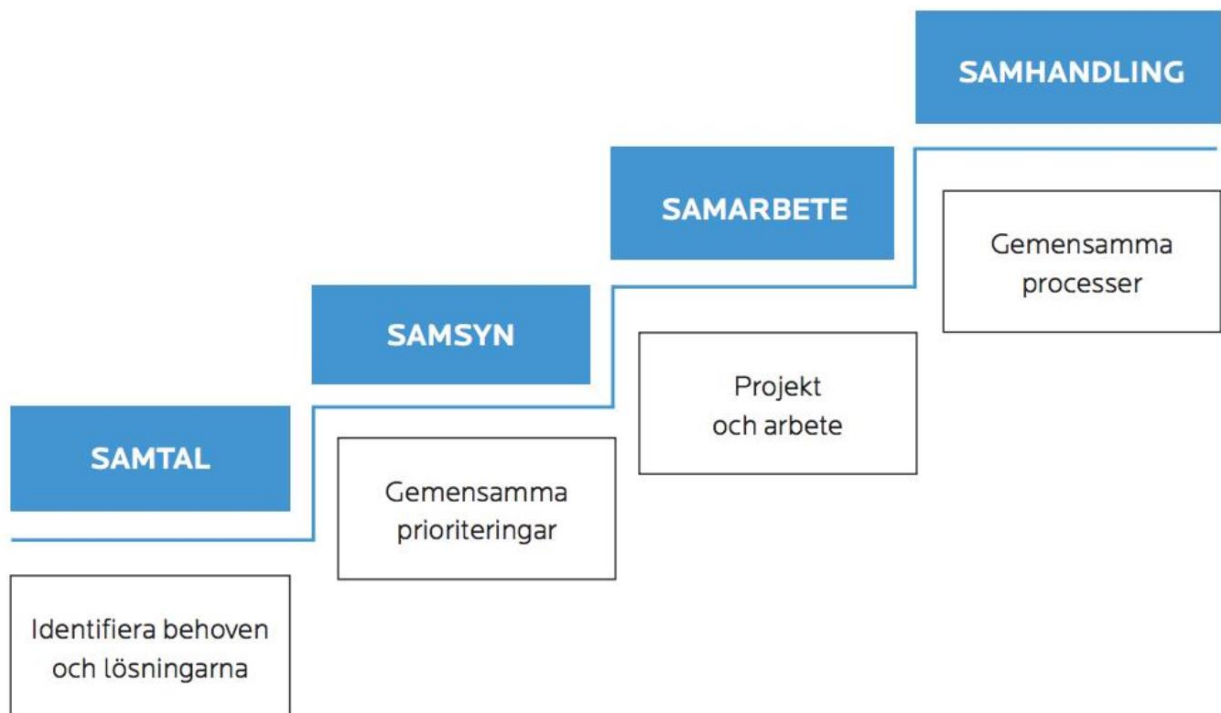 SAMHANDLING
SAMARBETE
Gemensamma
processer
SAMSYN
Projekt
och arbete
SAMTAL
Gemensamma
prioriteringar
Identifiera behoven
och lösningarna